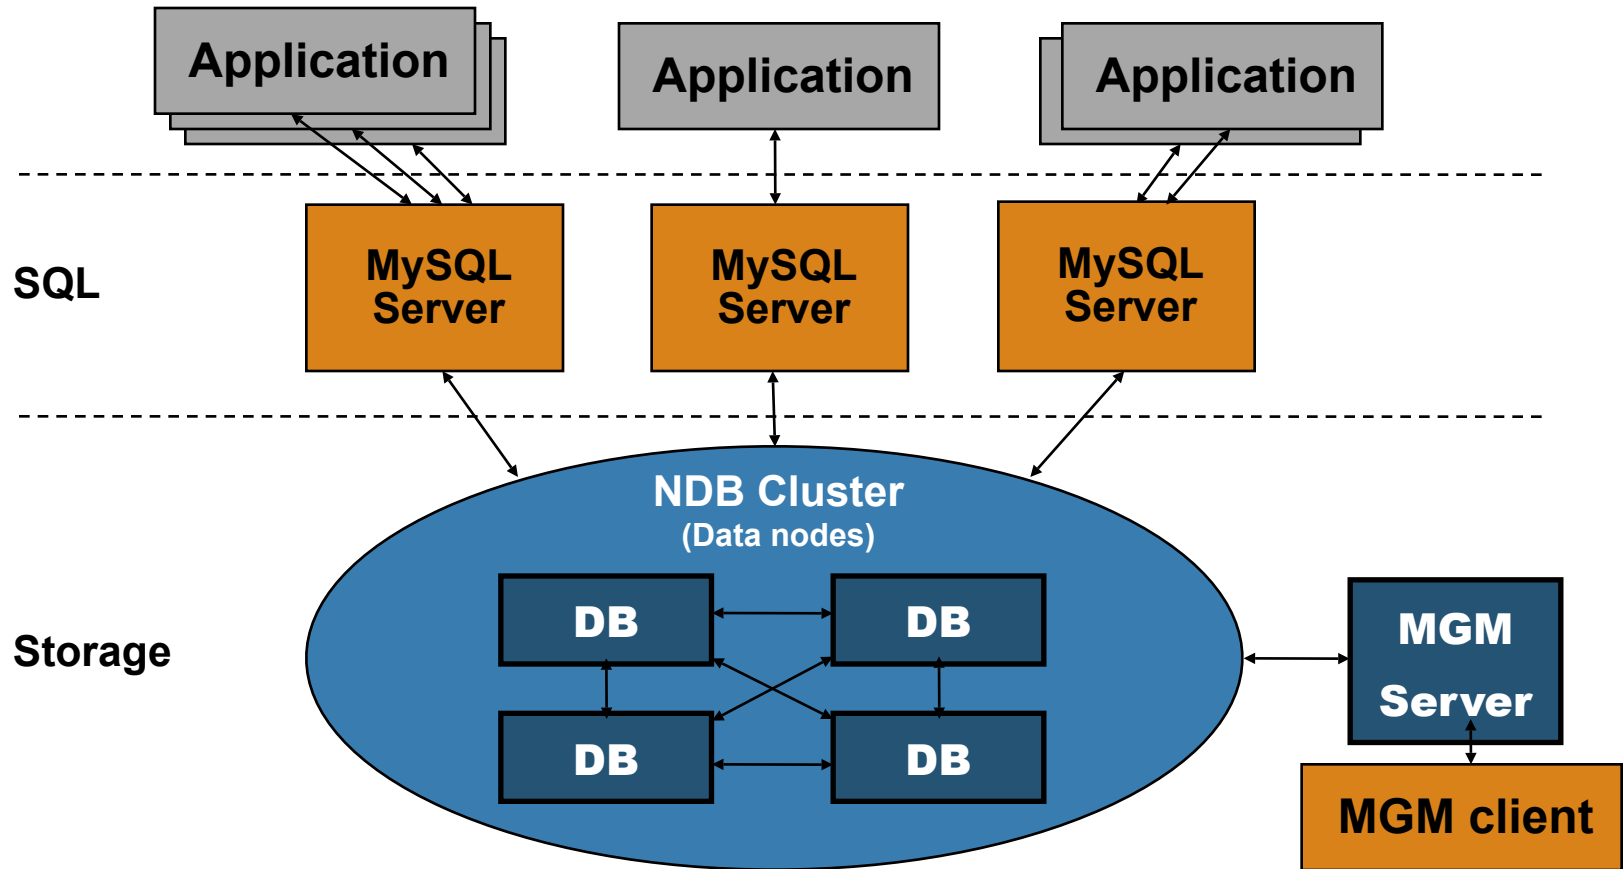 Application
Application
Application
SQL
MySQL
Server
MySQL
Server
MySQL
Server
NDB Cluster
(Data nodes)
Storage
DB
DB
DB
DB
MGM
Server
MGM client